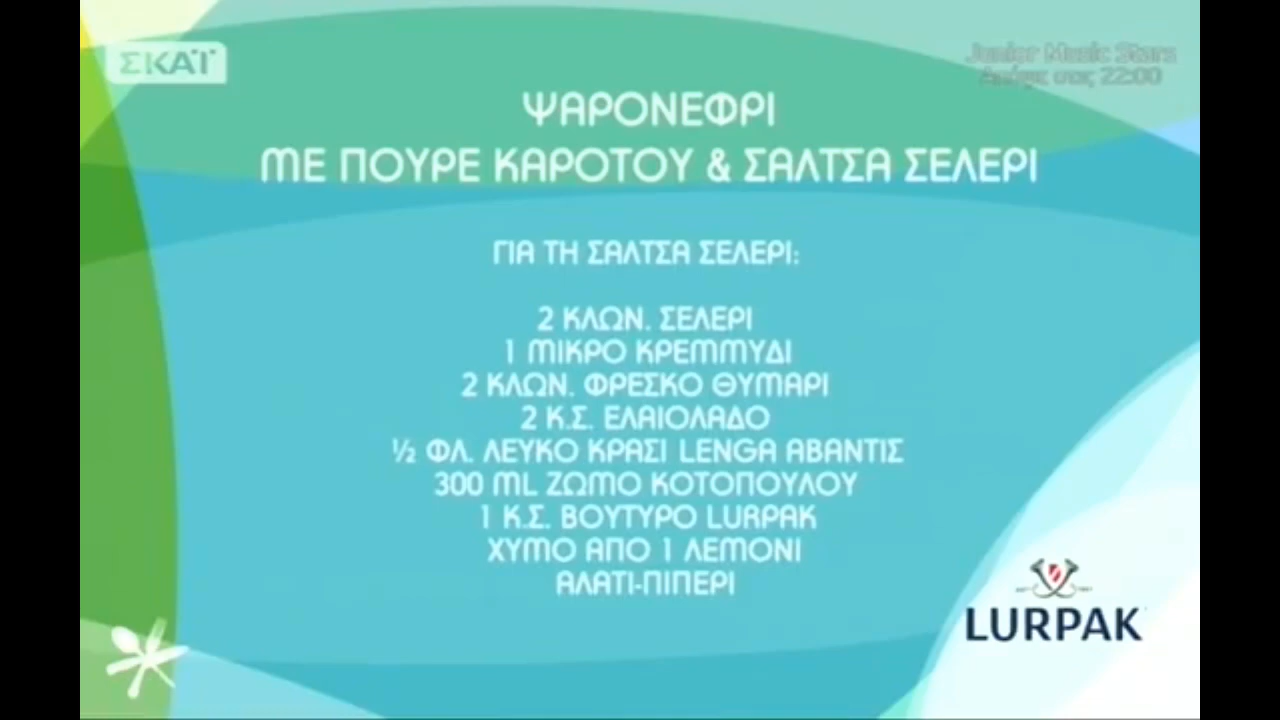 ΣΚΑΪ
Junior Music Stars
Απόψε στις 22:00
ΨΑΡΟΝΕΦΡΙ
ΜΕ ΠΟΥΡΕ ΚΑΡΟΤΟΥ & ΣΑΛΤΣΑ ΣΕΛΕΡΙ
ΓΙΑ ΤΗ ΣΑΛΤΣΑ ΣΕΛΕΡΙ:
2 ΚΛΩΝ. ΣΕΛΕΡΙ
1 ΜΙΚΡΟ ΚΡΕΜΜΥΔΙ
2 ΚΛΩΝ. ΦΡΕΣΚΟ ΘΥΜΑΡΙ
2 Κ.Σ. ΕΛΑΙΟΛΑΔΟ
½ ΦΛ. ΛΕΥΚΟ ΚΡΑΣΙ LENGA ΑΒΑΝΤΙΣ
300 ML ΖΩΜΟ ΚΟΤΟΠΟΥΛΟΥ
1 Κ.Σ. ΒΟΥΤΥΡΟ LURPAK
ΧΥΜΟ ΑΠΟ 1 ΛΕΜΟΝΙ
ΑΛΑΤΙ-ΠΙΠΕΡΙ
LURPAK